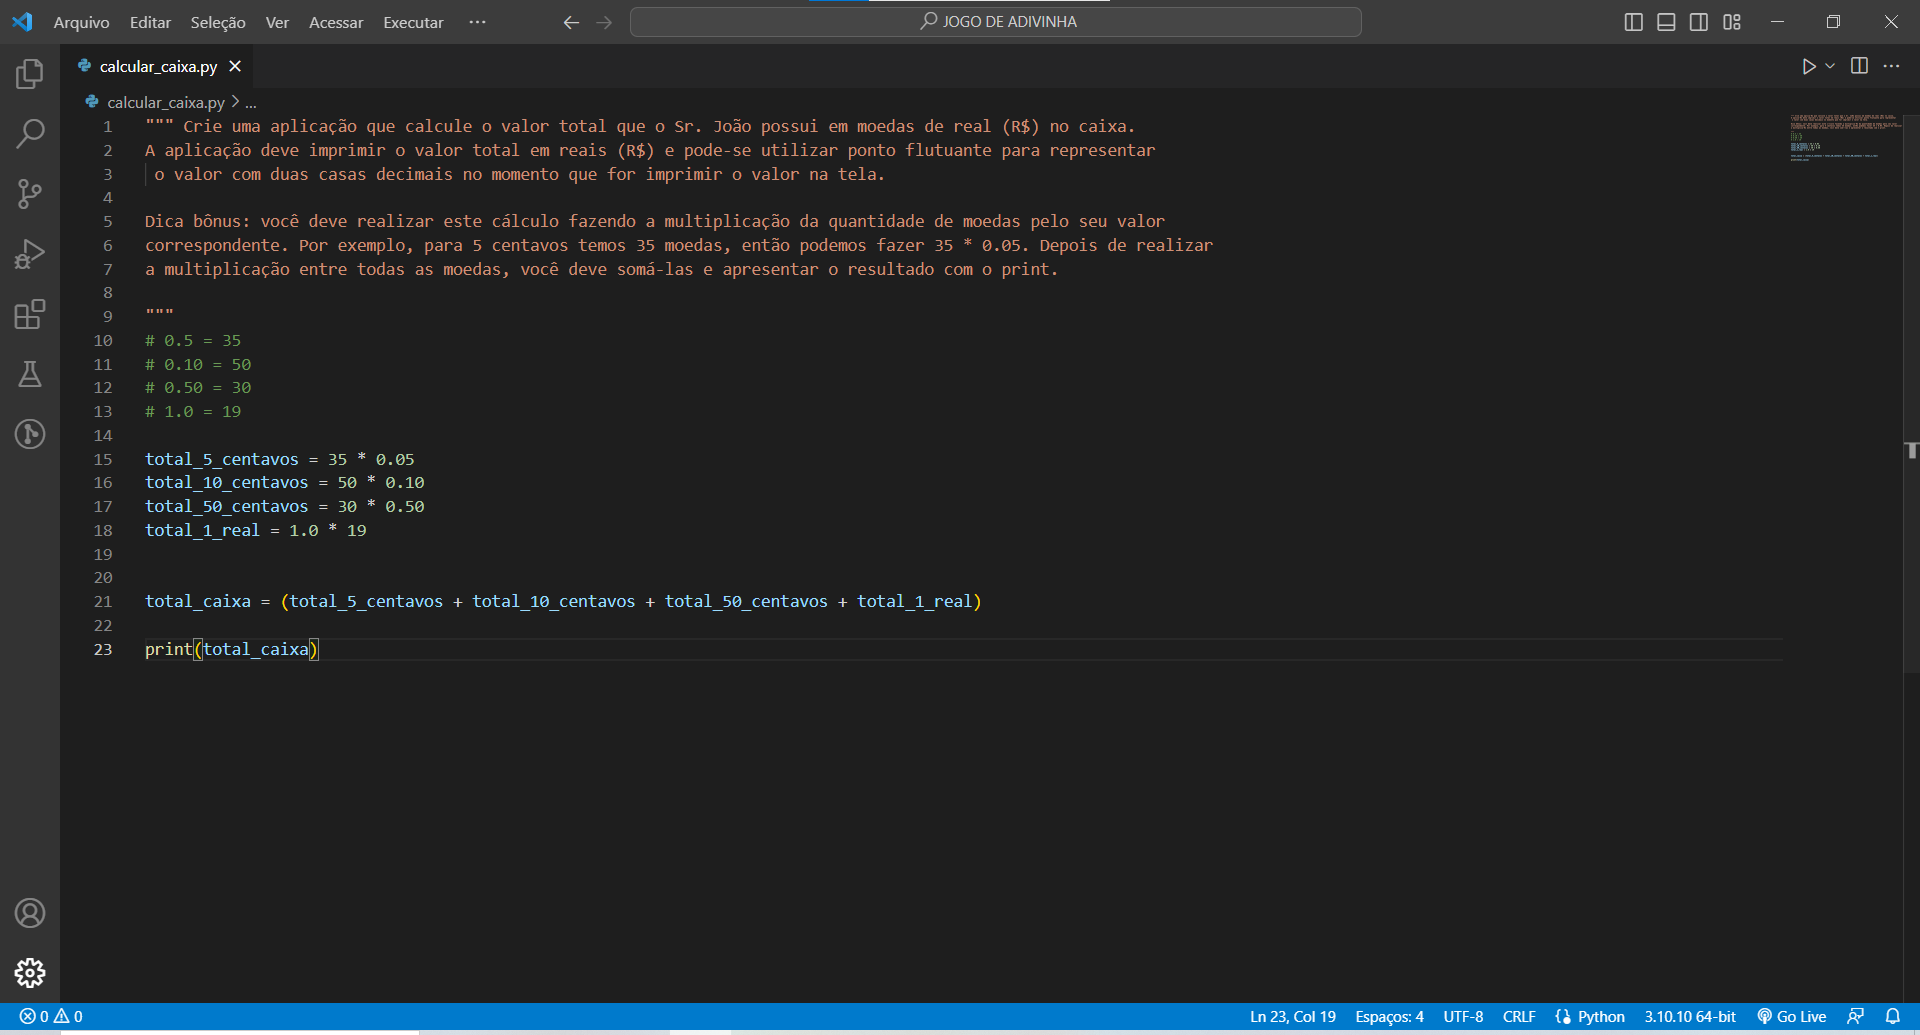 Arquivo Editar Seleção Ver Acessar Executar ··· JOGO DE ADIVINHA
calcular_caixa.py
calcular_caixa.py > ...
1 """ Crie uma aplicação que calcule o valor total que o Sr. João possui em moedas de real (R$) no caixa.
2 A aplicação deve imprimir o valor total em reais (R$) e pode-se utilizar ponto flutuante para representar
3 o valor com duas casas decimais no momento que for imprimir o valor na tela.
4
5 Dica bônus: você deve realizar este cálculo fazendo a multiplicação da quantidade de moedas pelo seu valor
6 correspondente. Por exemplo, para 5 centavos temos 35 moedas, então podemos fazer 35 * 0.05. Depois de realizar
7 a multiplicação entre todas as moedas, você deve somá-las e apresentar o resultado com o print.
8
9 """
10 # 0.5 = 35
11 # 0.10 = 50
12 # 0.50 = 30
13 # 1.0 = 19
14
15 total_5_centavos = 35 * 0.05
16 total_10_centavos = 50 * 0.10
17 total_50_centavos = 30 * 0.50
18 total_1_real = 1.0 * 19
19
20
21 total_caixa = (total_5_centavos + total_10_centavos + total_50_centavos + total_1_real)
22
23 print(total_caixa)
0 0 Ln 23, Col 19 Espaços: 4 UTF-8 CRLF Python 3.10.10 64-bit Go Live